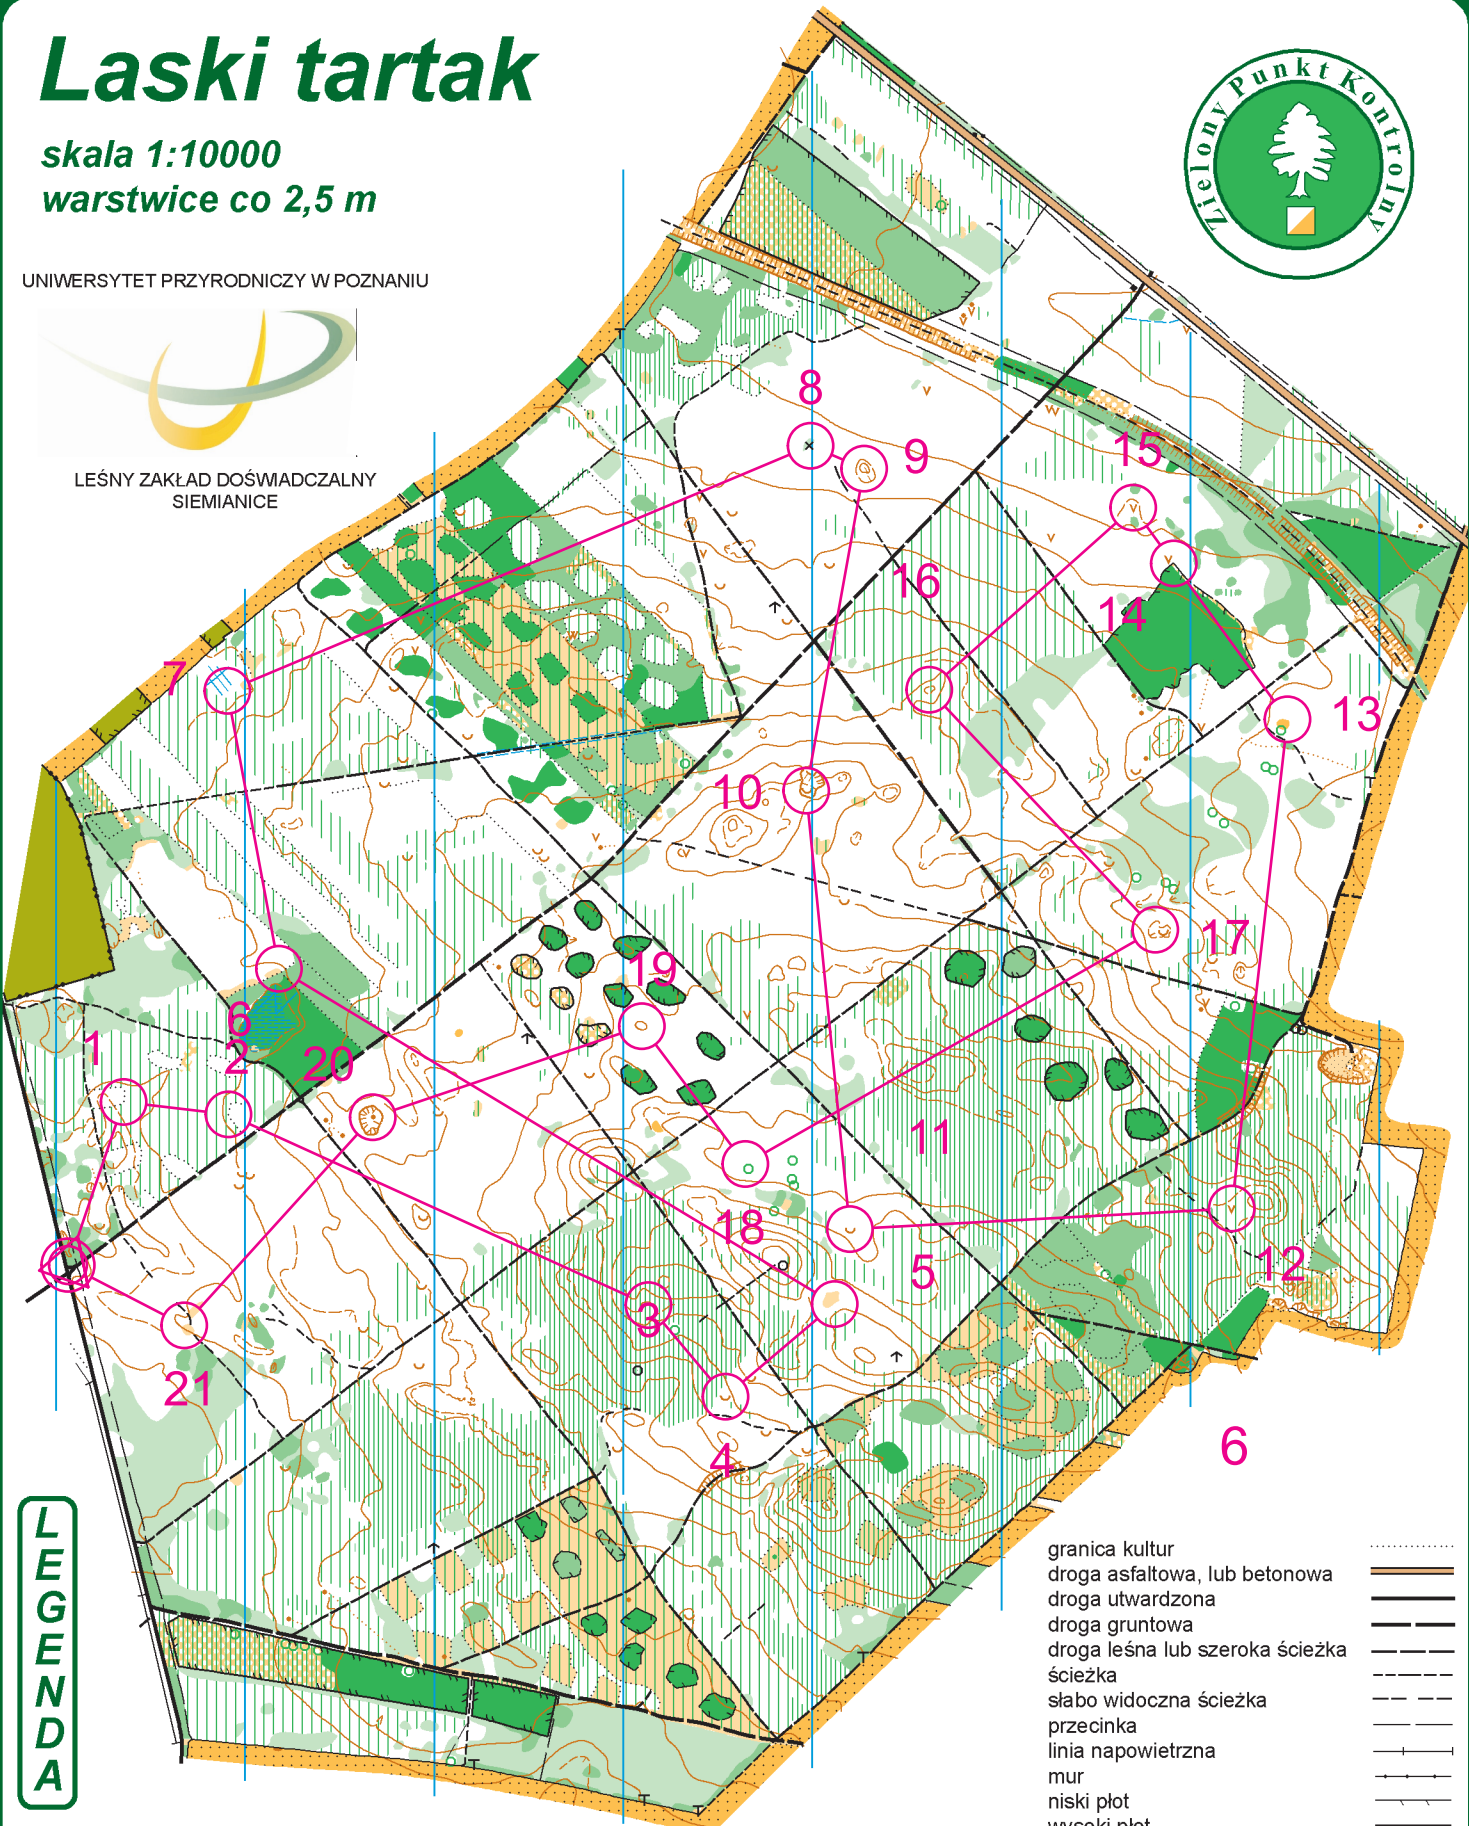 Laski tartak
skala 1:10000
warstwice co 2,5 m
Zielony Punkt Kontrolny
UNIWERSYTET PRZYRODNICZY W POZNANIU
LEŚNY ZAKŁAD DOŚWIADCZALNY
SIEMIANICE
8
9
15
16
14
7
13
10
17
19
6
1
2
20
11
18
5
12
3
21
4
6
LEGENDA
granica kultur
droga asfaltowa, lub betonowa
droga utwardzona
droga gruntowa
droga leśna lub szeroka ścieżka
ścieżka
słabo widoczna ścieżka
przecinka
linia napowietrzna
mur
niski płot
wysoki płot